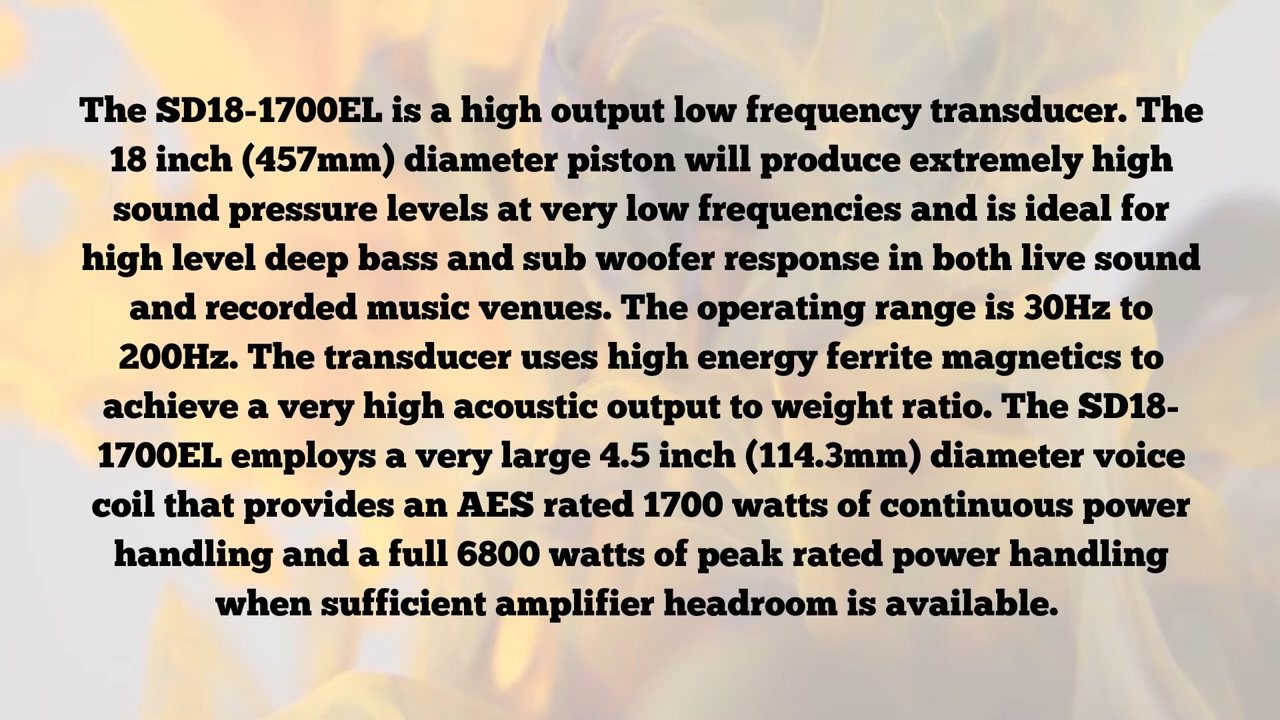 The SD18-1700EL is a high output low frequency transducer. The
18 inch (457mm) diameter piston will produce extremely high
sound pressure levels at very low frequencies and is ideal for
high level deep bass and sub woofer response in both live sound
and recorded music venues. The operating range is 30Hz to
200Hz. The transducer uses high energy ferrite magnetics to
achieve a very high acoustic output to weight ratio. The SD18-
1700EL employs a very large 4.5 inch (114.3mm) diameter voice
coil that provides an AES rated 1700 watts of continuous power
handling and a full 6800 watts of peak rated power handling
when sufficient amplifier headroom is available.